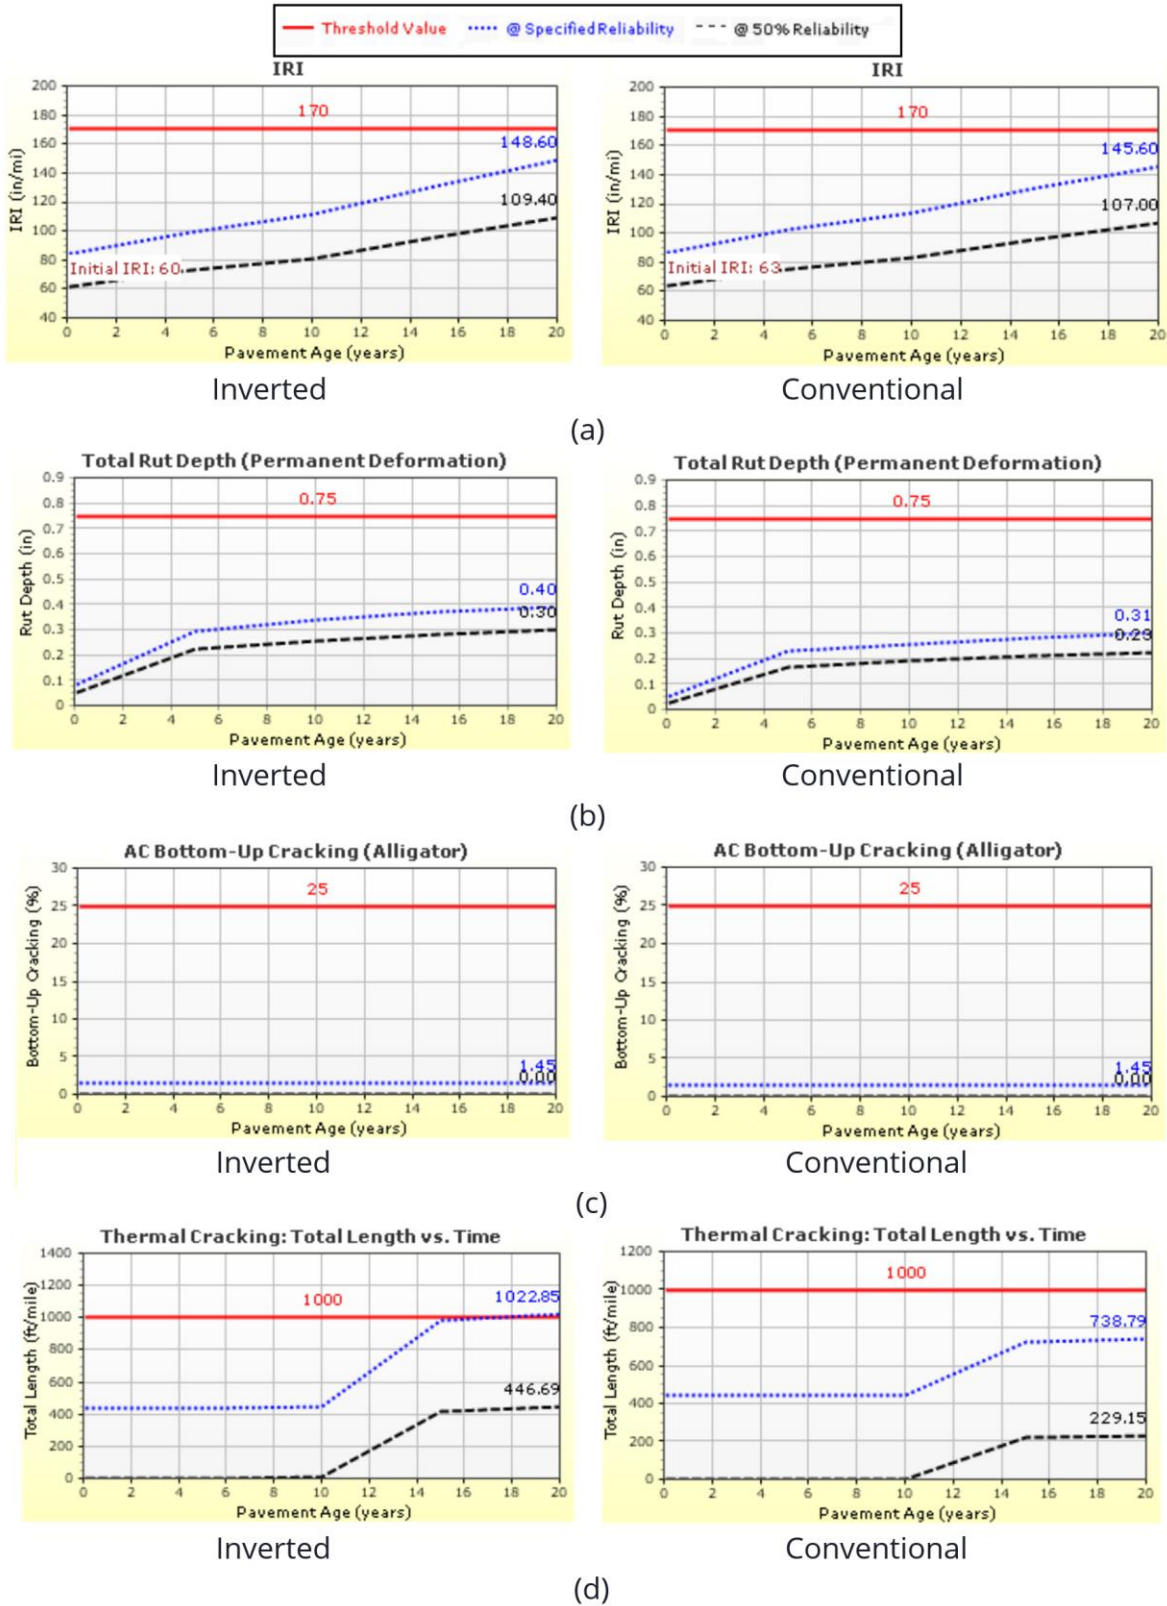 Threshold Value @ Specified Reliability @ 50% Reliability
IRI
IRI (in/mi)
200
180
160
140
120
100
80
60
40
170
148.60
109.40
Initial IRI: 60
0 2 4 6 8 10 12 14 16 18 20
Pavement Age (years)
Inverted
IRI
IRI (in/mi)
200
180
160
140
120
100
80
60
40
170
145.60
107.00
Initial IRI: 63
0 2 4 6 8 10 12 14 16 18 20
Pavement Age (years)
Conventional
(a)
Total Rut Depth (Permanent Deformation)
Rut Depth (in)
0.9
0.8
0.7
0.6
0.5
0.4
0.3
0.2
0.1
0
0.75
0.40
0.30
0 2 4 6 8 10 12 14 16 18 20
Pavement Age (years)
Inverted
Total Rut Depth (Permanent Deformation)
Rut Depth (in)
0.9
0.8
0.7
0.6
0.5
0.4
0.3
0.2
0.1
0
0.75
0.31
0.23
0 2 4 6 8 10 12 14 16 18 20
Pavement Age (years)
Conventional
(b)
AC Bottom-Up Cracking (Alligator)
Bottom-Up Cracking (%)
30
25
20
15
10
5
0
25
1.45
0.00
0 2 4 6 8 10 12 14 16 18 20
Pavement Age (years)
Inverted
AC Bottom-Up Cracking (Alligator)
Bottom-Up Cracking (%)
30
25
20
15
10
5
0
25
1.45
0.00
0 2 4 6 8 10 12 14 16 18 20
Pavement Age (years)
Conventional
(c)
Thermal Cracking: Total Length vs. Time
Total Length (ft/mile)
1400
1200
1000
800
600
400
200
0
1000
1022.85
446.69
0 2 4 6 8 10 12 14 16 18 20
Pavement Age (years)
Inverted
Thermal Cracking: Total Length vs. Time
Total Length (ft/mile)
1200
1000
800
600
400
200
0
1000
738.79
229.15
0 2 4 6 8 10 12 14 16 18 20
Pavement Age (years)
Conventional
(d)